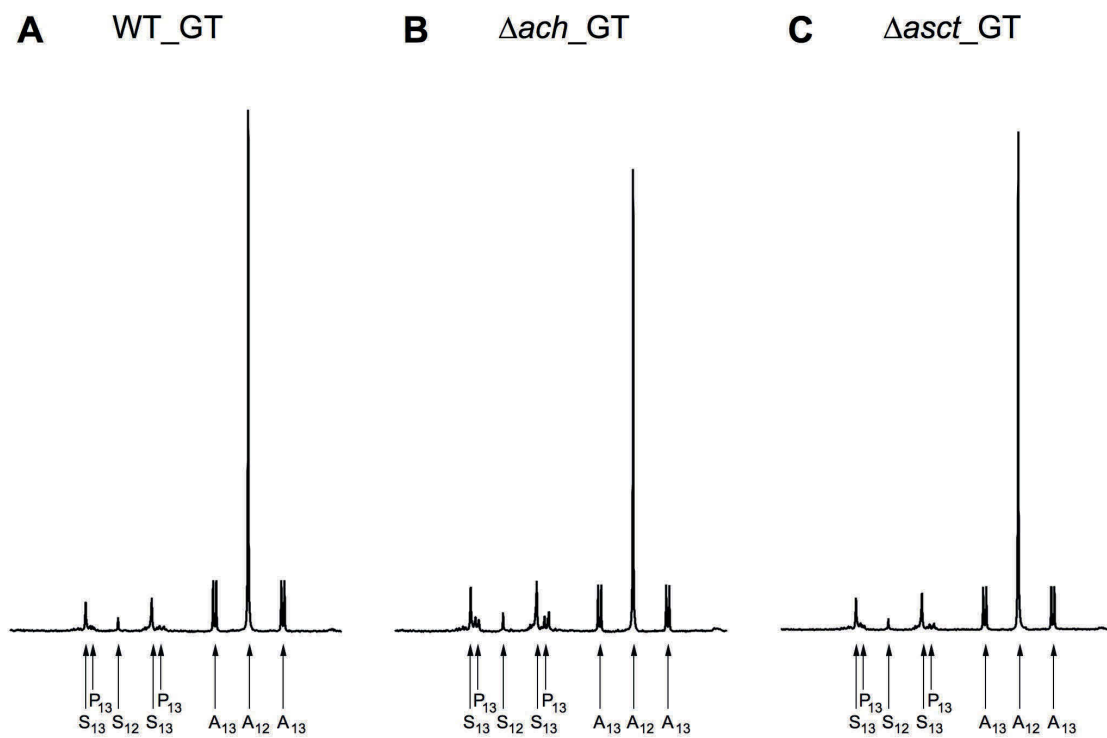 A WT_GT
B Δach_GT
C Δasct_GT
P13 P13
S13 S12 S13 A13 A12 A13
P13 P13
S13 S12 S13 A13 A12 A13
P13 P13
S13 S12 S13 A13 A12 A13